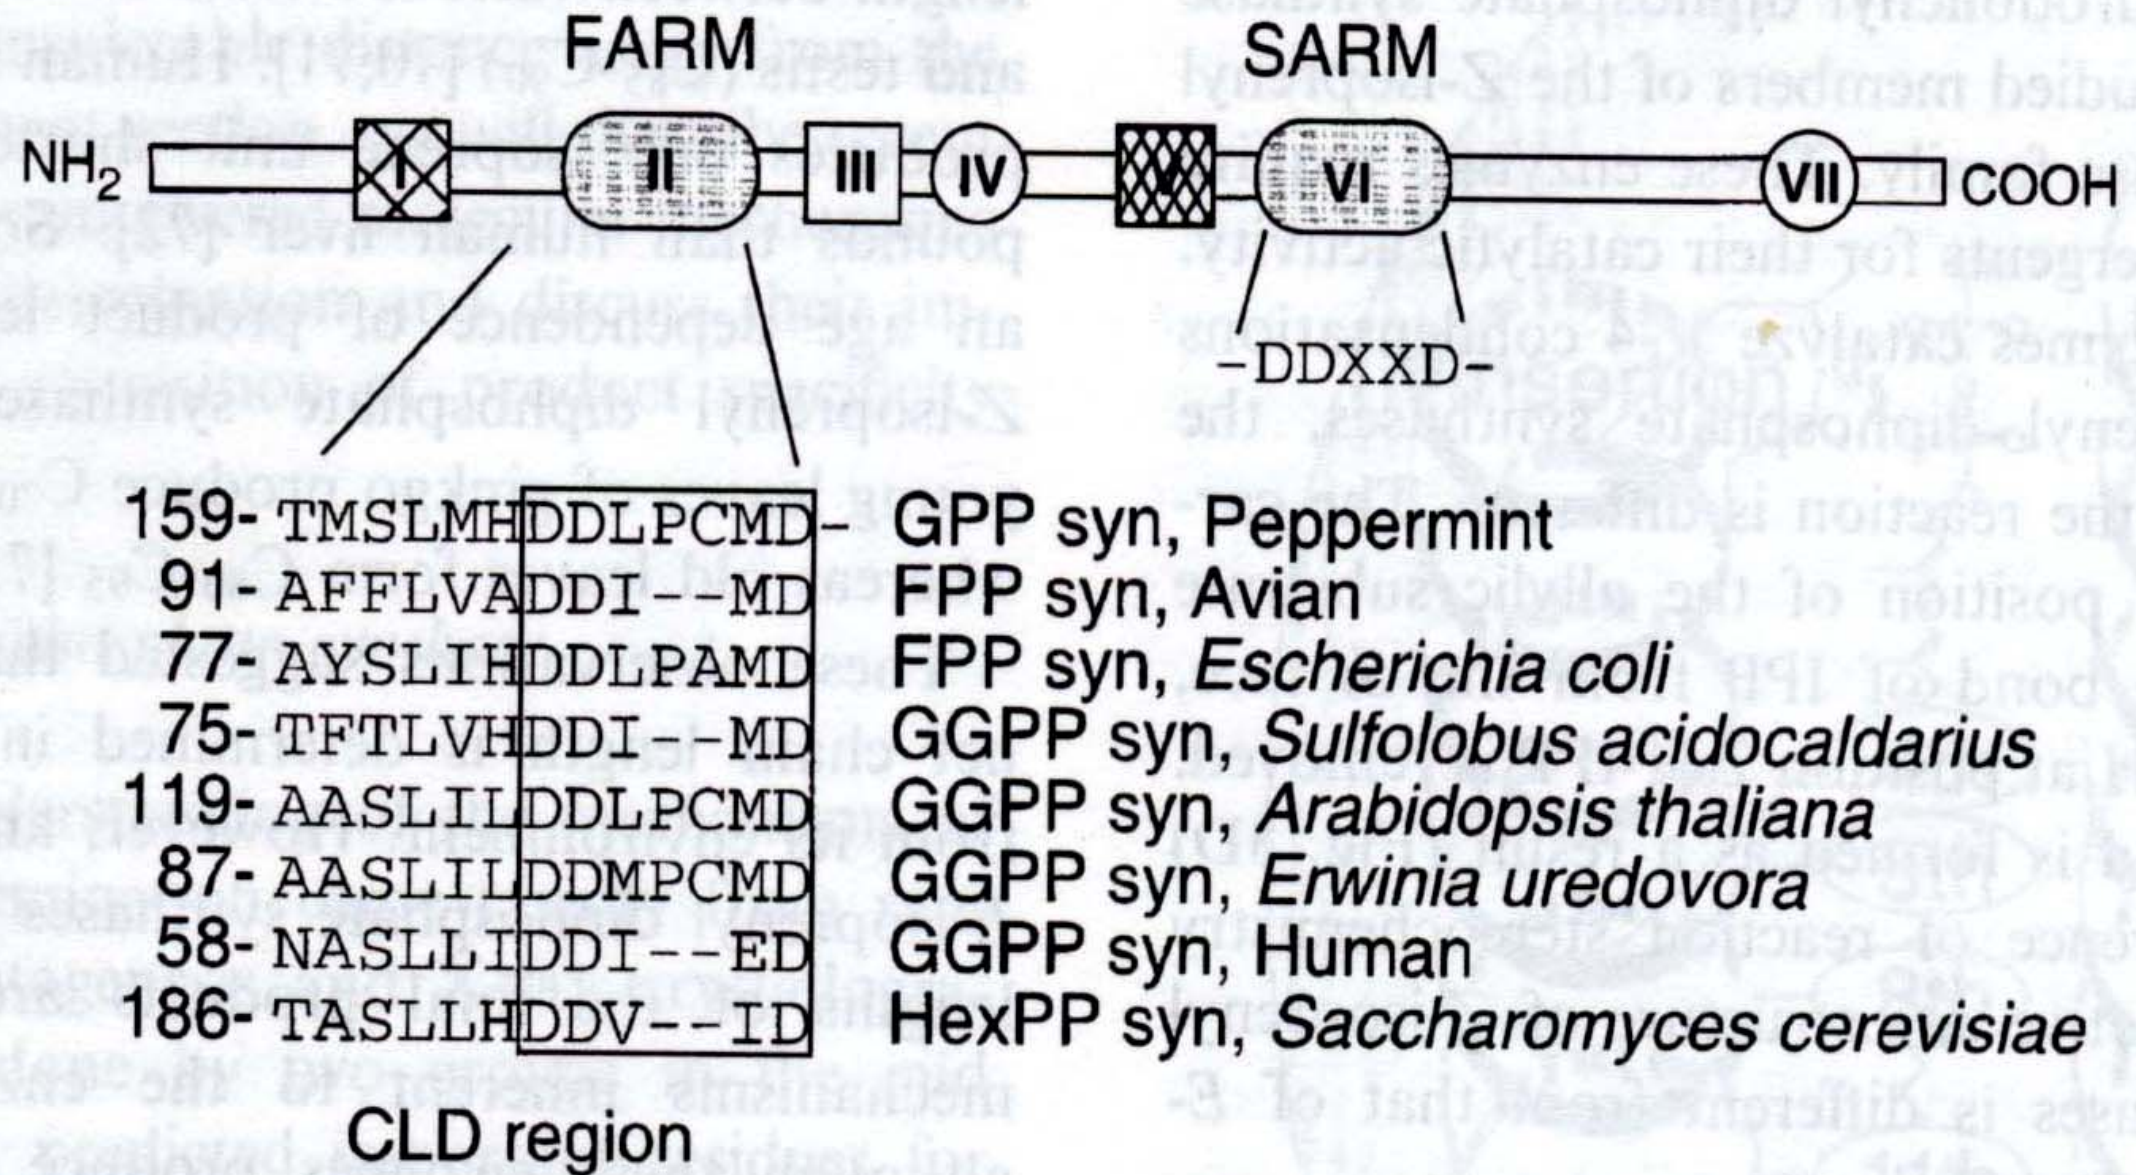 FARM SARM
NH2 I II III IV V VI VII COOH
-DDXXD-
159- TMSLMHDDLPCMD- GPP syn, Peppermint
91- AFFLVADDI--MD FPP syn, Avian
77- AYSLIHDDLPAMD FPP syn, Escherichia coli
75- TFTLVHDDI--MD GGPP syn, Sulfolobus acidocaldarius
119- AASLILDDLPCMD GGPP syn, Arabidopsis thaliana
87- AASLILDDMPCMD GGPP syn, Erwinia uredovora
58- NASLLIDDI--ED GGPP syn, Human
186- TASLLHDDV--ID HexPP syn, Saccharomyces cerevisiae
CLD region